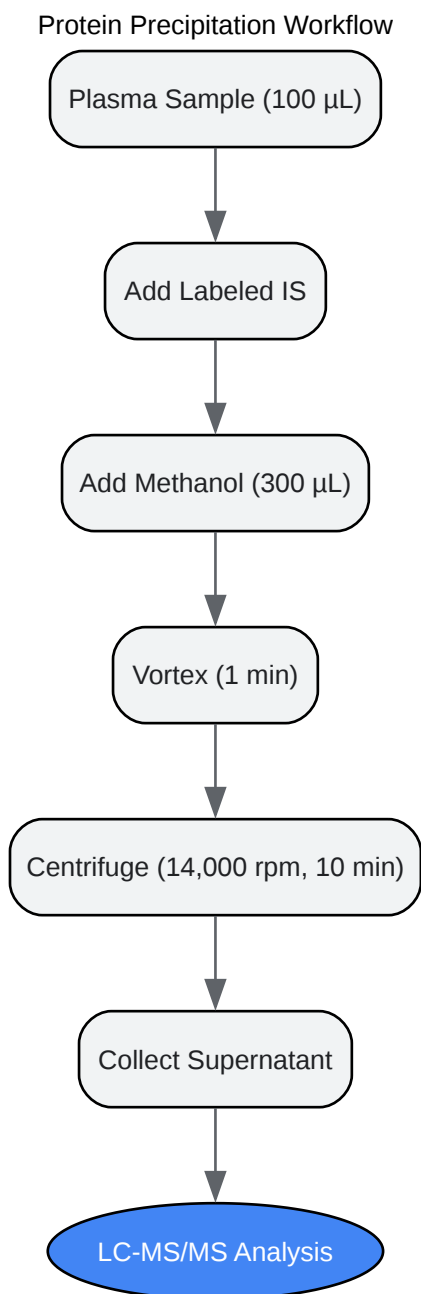 Protein Precipitation Workflow
Plasma Sample (100 µL)
Add Labeled IS
Add Methanol (300 µL)
Vortex (1 min)
Centrifuge (14,000 rpm, 10 min)
Collect Supernatant
LC-MS/MS Analysis